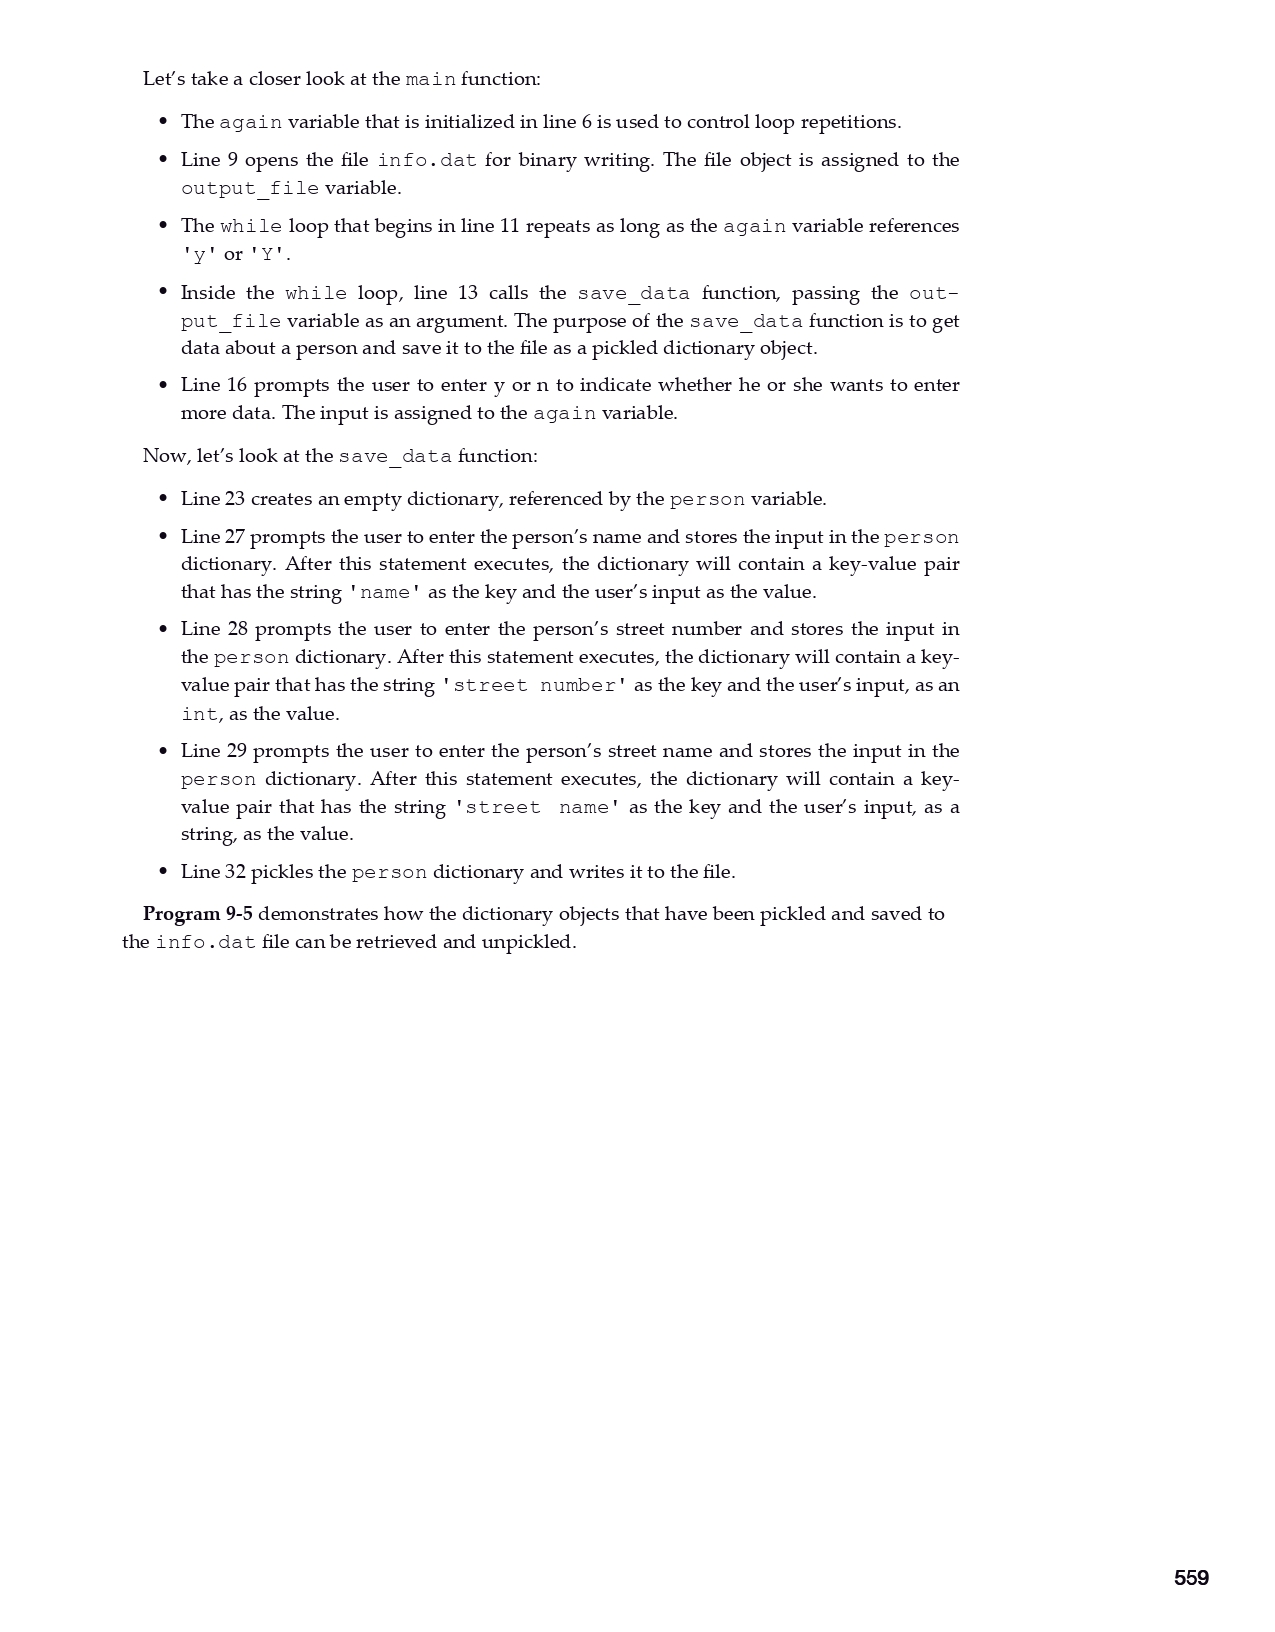 Let’s take a closer look at the main function:
• The again variable that is initialized in line 6 is used to control loop repetitions.
• Line 9 opens the file info.dat for binary writing. The file object is assigned to the
output_file variable.
• The while loop that begins in line 11 repeats as long as the again variable references
'y' or 'Y'.
• Inside the while loop, line 13 calls the save_data function, passing the out-
put_file variable as an argument. The purpose of the save_data function is to get
data about a person and save it to the file as a pickled dictionary object.
• Line 16 prompts the user to enter y or n to indicate whether he or she wants to enter
more data. The input is assigned to the again variable.
Now, let’s look at the save_data function:
• Line 23 creates an empty dictionary, referenced by the person variable.
• Line 27 prompts the user to enter the person’s name and stores the input in the person
dictionary. After this statement executes, the dictionary will contain a key-value pair
that has the string 'name' as the key and the user’s input as the value.
• Line 28 prompts the user to enter the person’s street number and stores the input in
the person dictionary. After this statement executes, the dictionary will contain a key-
value pair that has the string 'street number' as the key and the user’s input, as an
int, as the value.
• Line 29 prompts the user to enter the person’s street name and stores the input in the
person dictionary. After this statement executes, the dictionary will contain a key-
value pair that has the string 'street name' as the key and the user’s input, as a
string, as the value.
• Line 32 pickles the person dictionary and writes it to the file.
Program 9-5 demonstrates how the dictionary objects that have been pickled and saved to
the info.dat file can be retrieved and unpickled.
559